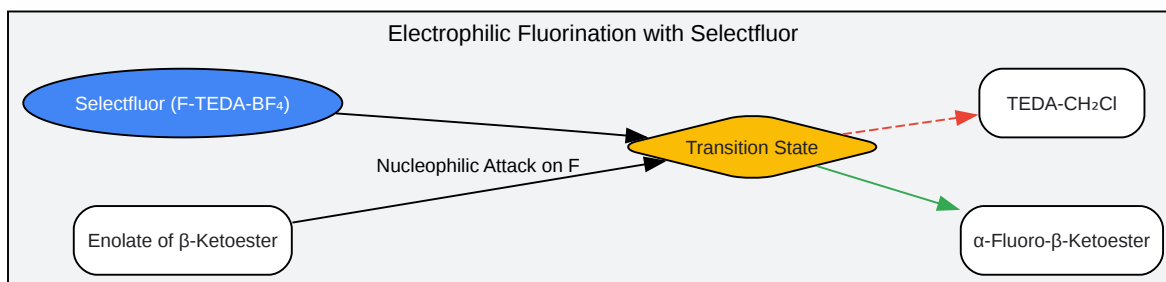 Electrophilic Fluorination with Selectfluor
Selectfluor (F-TEDA-BF₄)
TEDA-CH₂Cl
Transition State
Nucleophilic Attack on F
Enolate of β-Ketoester
α-Fluoro-β-Ketoester